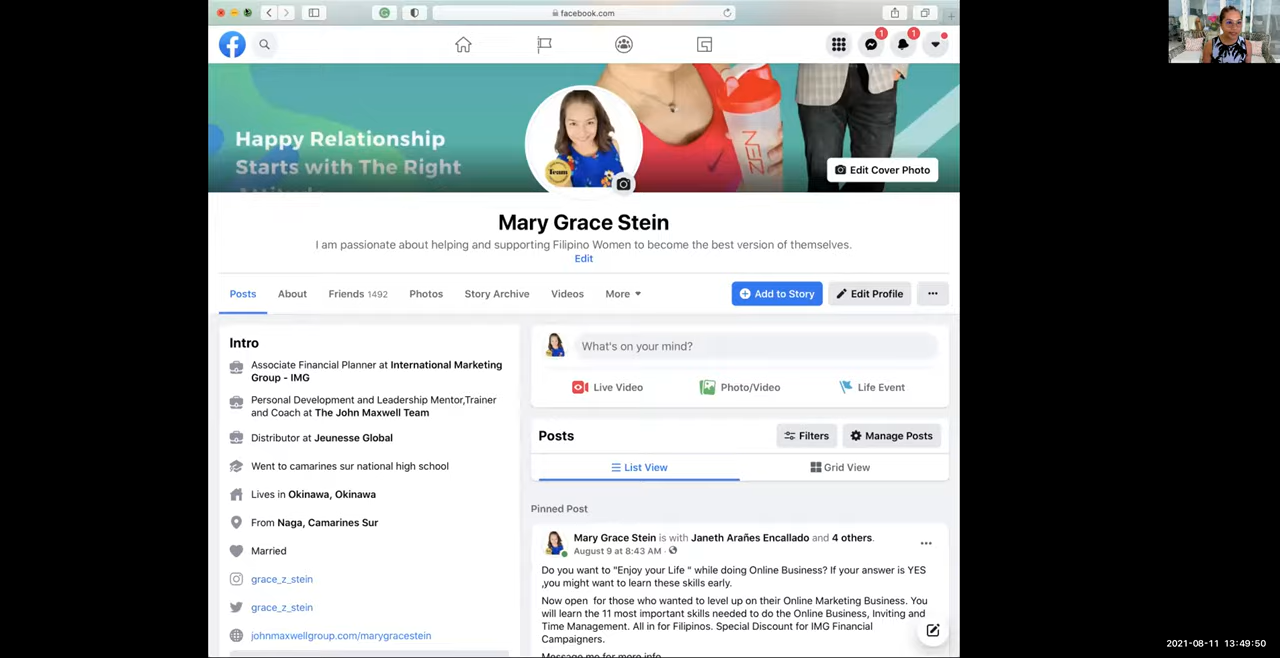 facebook.com
1
1
Happy Relationship
Starts with The Right
Attitude
Team
ZEN
Edit Cover Photo
Mary Grace Stein
I am passionate about helping and supporting Filipino Women to become the best version of themselves.
Edit
Posts
About
Friends 1492
Photos
Story Archive
Videos
More
Add to Story
Edit Profile
Intro
Associate Financial Planner at International Marketing
Group - IMG
Personal Development and Leadership Mentor,Trainer
and Coach at The John Maxwell Team
Distributor at Jeunesse Global
Went to camarines sur national high school
Lives in Okinawa, Okinawa
From Naga, Camarines Sur
Married
grace_z_stein
grace_z_stein
johnmaxwellgroup.com/marygracestein
What's on your mind?
Live Video
Photo/Video
Life Event
Posts
Filters
Manage Posts
List View
Grid View
Pinned Post
Mary Grace Stein is with Janeth Arañes Encallado and 4 others.
August 9 at 8:43 AM ·
Do you want to "Enjoy your Life " while doing Online Business? If your answer is YES
,you might want to learn these skills early.
Now open  for those who wanted to level up on their Online Marketing Business. You
will learn the 11 most important skills needed to do the Online Business, Inviting and
Time Management. All in for Filipinos. Special Discount for IMG Financial
Campaigners.
Message me for more info
2021-08-11 13:49:50